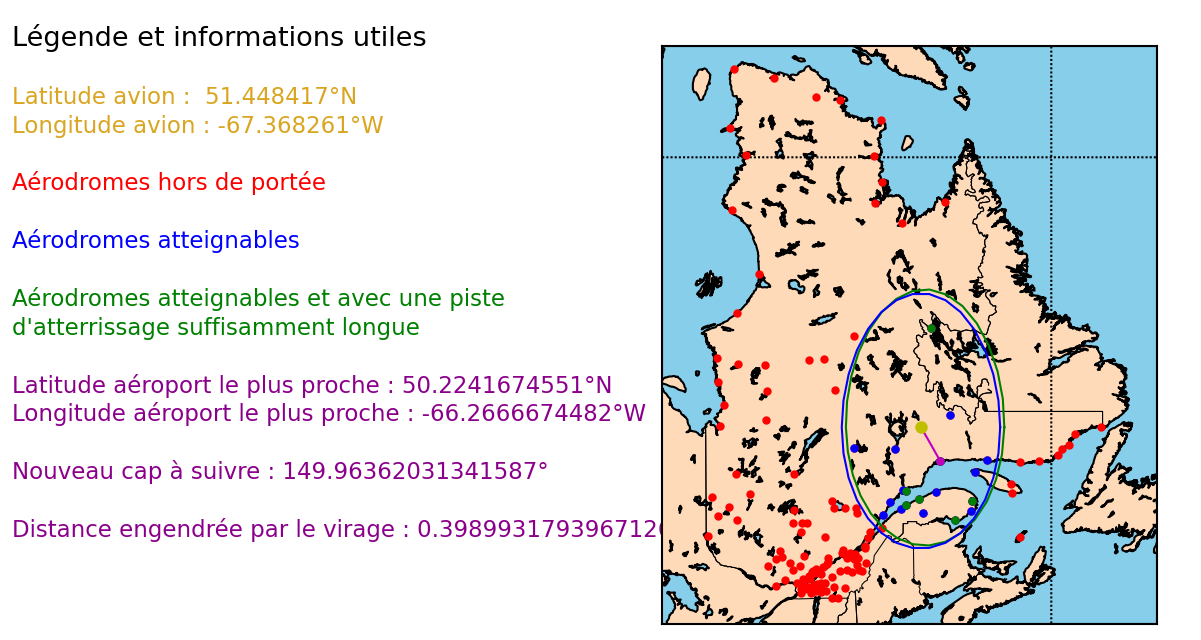 Légende et informations utiles
Latitude avion :  51.448417°N
Longitude avion : -67.368261°W
Aérodromes hors de portée
Aérodromes atteignables
Aérodromes atteignables et avec une piste
d'atterrissage suffisamment longue
Latitude aéroport le plus proche : 50.2241674551°N
Longitude aéroport le plus proche : -66.2666674482°W
Nouveau cap à suivre : 149.96362031341587°
Distance engendrée par le virage : 0.3989931793967126